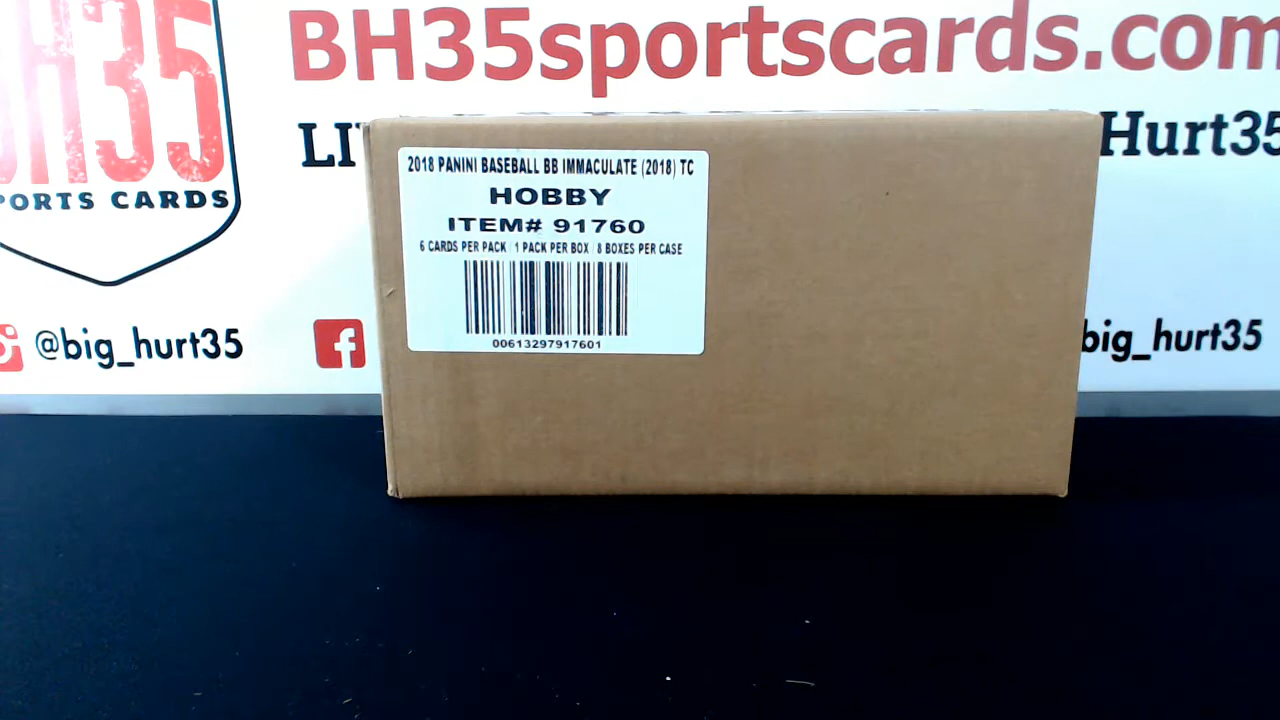 BH35
SPORTS CARDS
BH35sportscards.com
Hurt35
2018 PANINI BASEBALL BB IMMACULATE (2018) TC
HOBBY
ITEM# 91760
6 CARDS PER PACK 1 PACK PER BOX 8 BOXES PER CASE
00613297917601
@big_hurt35
big_hurt35